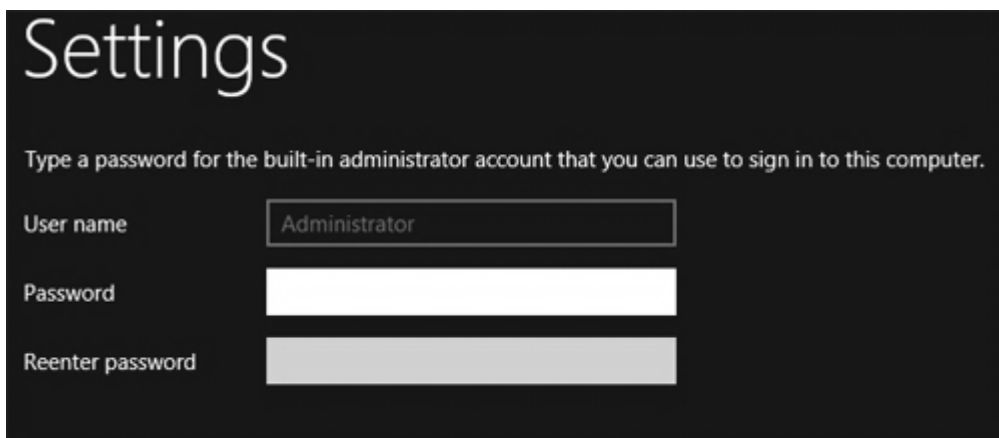 Settings
Type a password for the built-in administrator account that you can use to sign in to this computer.
User name Administrator
Password
Reenter password